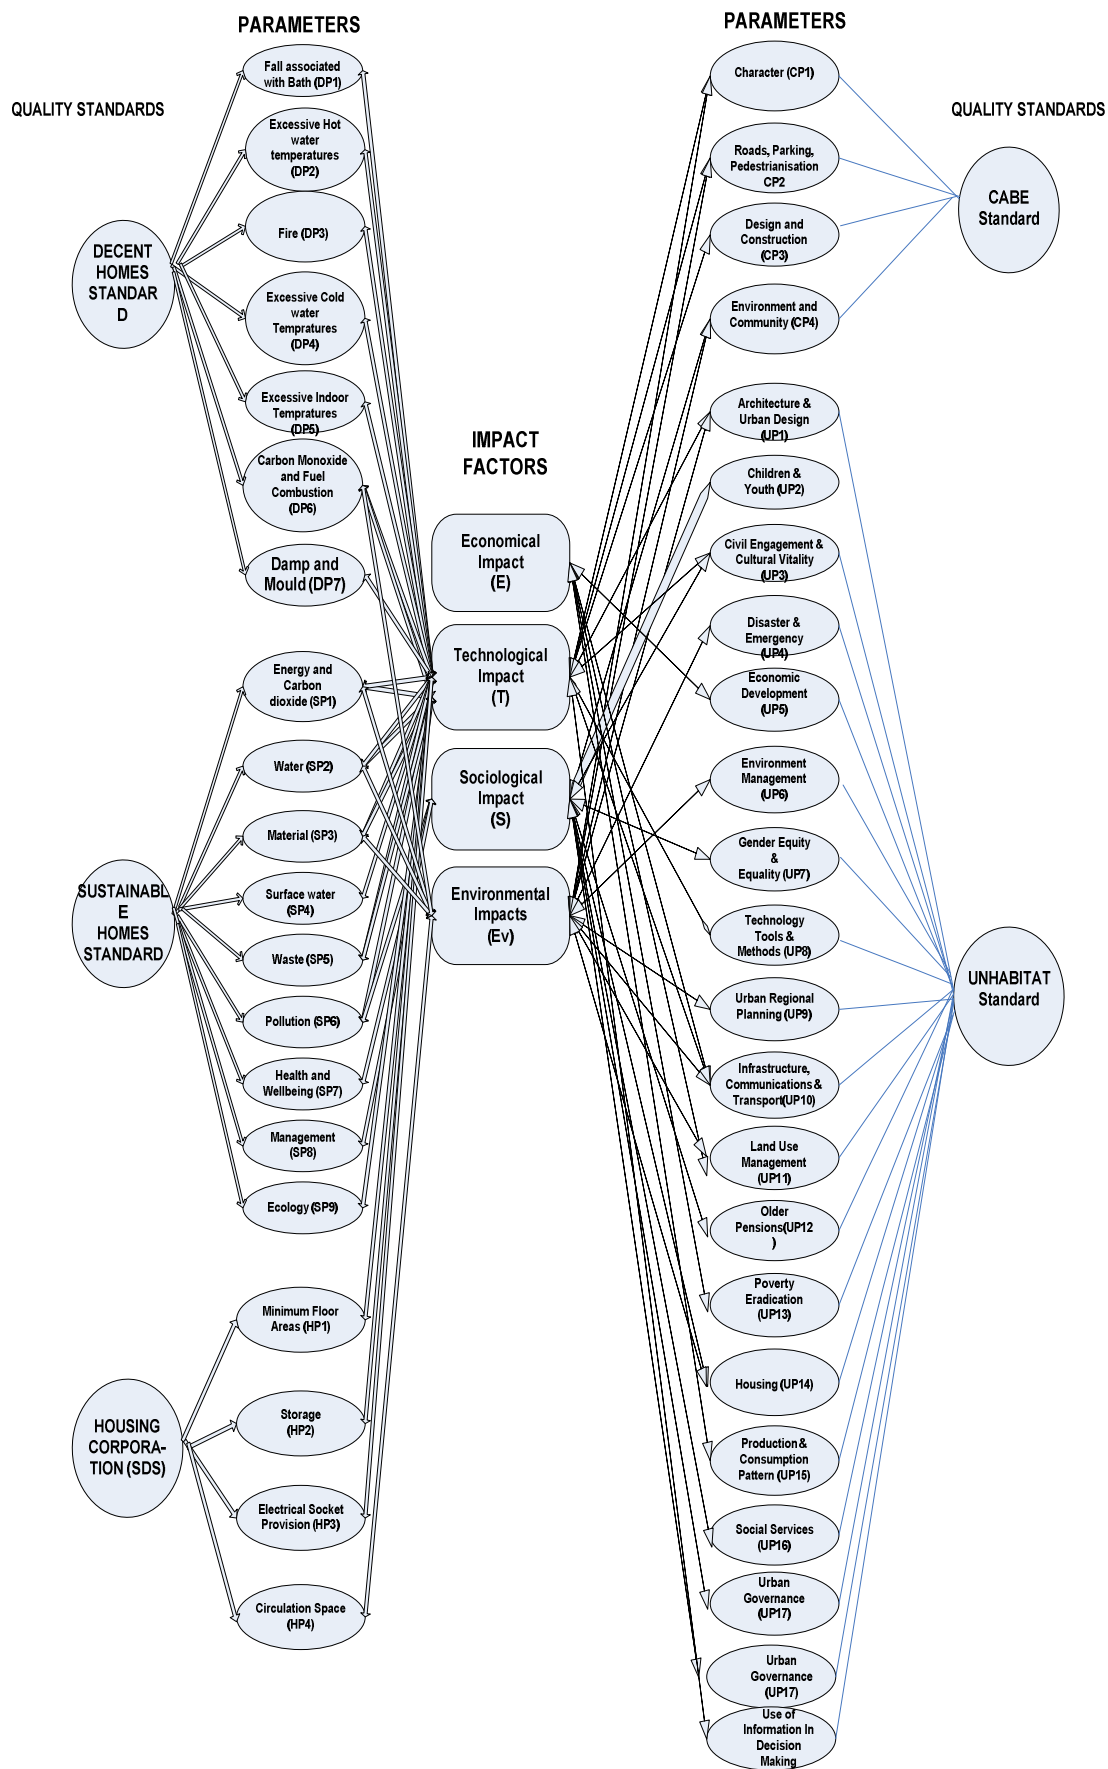 PARAMETERS
QUALITY STANDARDS
Fall associated
with Bath (DP1)
Excessive Hot
water
temperatures
(DP2)
Fire (DP3)
DECENT
HOMES
STANDAR
D
Excessive Cold
water
Tempratures
(DP4)
Excessive Indoor
Tempratures
(DP5)
Carbon Monoxide
and Fuel
Combustion
(DP6)
Damp and
Mould (DP7)
Energy and
Carbon
dioxide (SP1)
Water (SP2)
Material (SP3)
Surface water
(SP4)
SUSTAINABL
E
HOMES
STANDARD
Waste (SP5)
Pollution (SP6)
Health and
Wellbeing (SP7)
Management
(SP8)
Ecology (SP9)
Minimum Floor
Areas (HP1)
Storage
(HP2)
HOUSING
CORPORA-
TION (SDS)
Electrical Socket
Provision (HP3)
Circulation Space
(HP4)
IMPACT
FACTORS
Economical
Impact
(E)
Technological
Impact
(T)
Sociological
Impact
(S)
Environmental
Impacts
(Ev)
PARAMETERS
QUALITY STANDARDS
Character (CP1)
Roads, Parking,
Pedestrianisation
CP2
CABE
Standard
Design and
Construction
(CP3)
Environment and
Community (CP4)
Architecture &
Urban Design
(UP1)
Children &
Youth (UP2)
Civil Engagement &
Cultural Vitality
(UP3)
Disaster &
Emergency
(UP4)
Economic
Development
(UP5)
Environment
Management
(UP6)
Gender Equity
&
Equality (UP7)
Technology
Tools &
Methods (UP8)
UNHABITAT
Standard
Urban Regional
Planning (UP9)
Infrastructure,
Communications &
Transport(UP10)
Land Use
Management
(UP11)
Older
Pensions(UP12
)
Poverty
Eradication
(UP13)
Housing (UP14)
Production &
Consumption
Pattern (UP15)
Social Services
(UP16)
Urban
Governance
(UP17)
Urban
Governance
(UP17)
Use of
Information In
Decision
Making